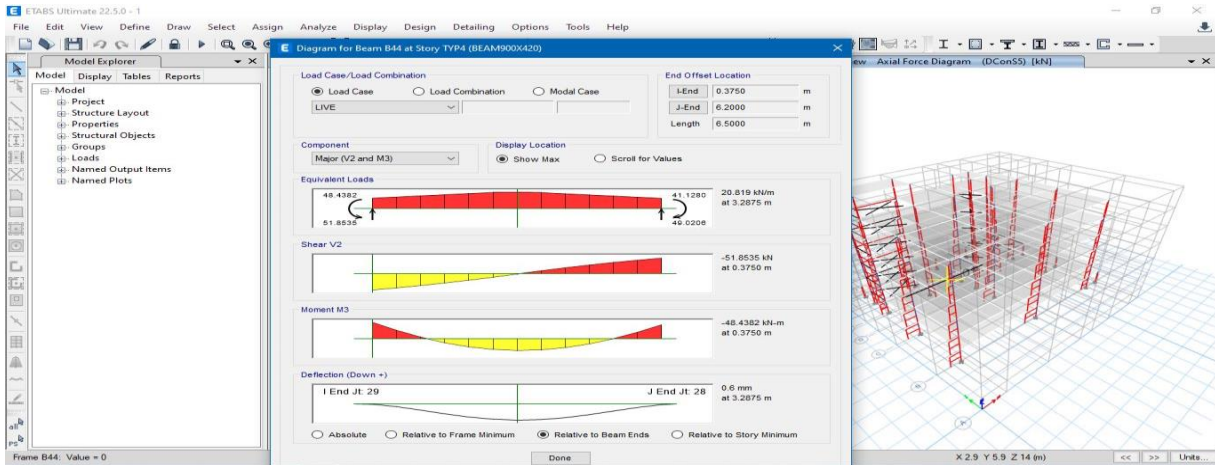 ETABS Ultimate 22.5.0 - 1
File Edit View Define Draw Select Assign Analyze Display Design Detailing Options Tools Help
Model Explorer
Model Display Tables Reports
Model
Project
Structure Layout
Properties
Structural Objects
Groups
Loads
Named Output Items
Named Plots
all
ps
Diagram for Beam B44 at Story TYP4 (BEAM900X420)
Load Case/Load Combination
Load Case Load Combination Modal Case
LIVE
End Offset Location
I-End 0.3750 m
J-End 6.2000 m
Length 6.5000 m
Component
Major (V2 and M3)
Display Location
Show Max Scroll for Values
Equivalent Loads
48.4382 41.1280
51.8535 49.0206
20.819 kN/m
at 3.2875 m
Shear V2
-51.8535 kN
at 0.3750 m
Moment M3
-48.4382 kN-m
at 0.3750 m
Deflection (Down +)
I End Jt: 29 J End Jt: 28
0.6 mm
at 3.2875 m
Absolute Relative to Frame Minimum Relative to Beam Ends Relative to Story Minimum
Done
ew Axial Force Diagram (DConS5) [kN]
Frame B44: Value = 0
X 2.9 Y 5.9 Z 14 (m)
<< >> Units...